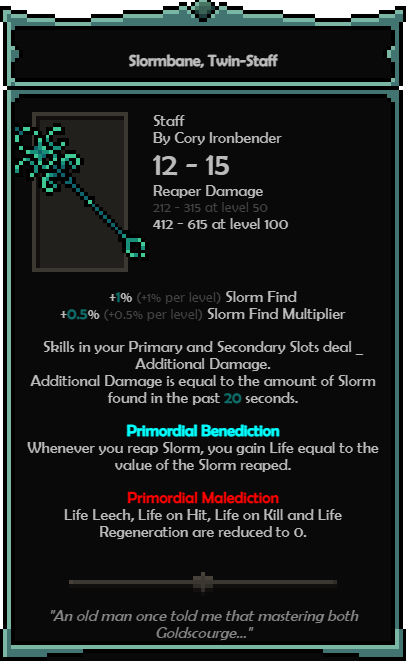 Slormbane, Twin-Staff
Staff
By Cory Ironbender
12 - 15
Reaper Damage
212 - 315 at level 50
412 - 615 at level 100
+1% (+1% per level) Slorm Find
+0.5% (+0.5% per level) Slorm Find Multiplier
Skills in your Primary and Secondary Slots deal _
Additional Damage.
Additional Damage is equal to the amount of Slorm
found in the past 20 seconds.
Primordial Benediction
Whenever you reap Slorm, you gain Life equal to the
value of the Slorm reaped.
Primordial Malediction
Life Leech, Life on Hit, Life on Kill and Life
Regeneration are reduced to 0.
"An old man once told me that mastering both
Goldscourge..."